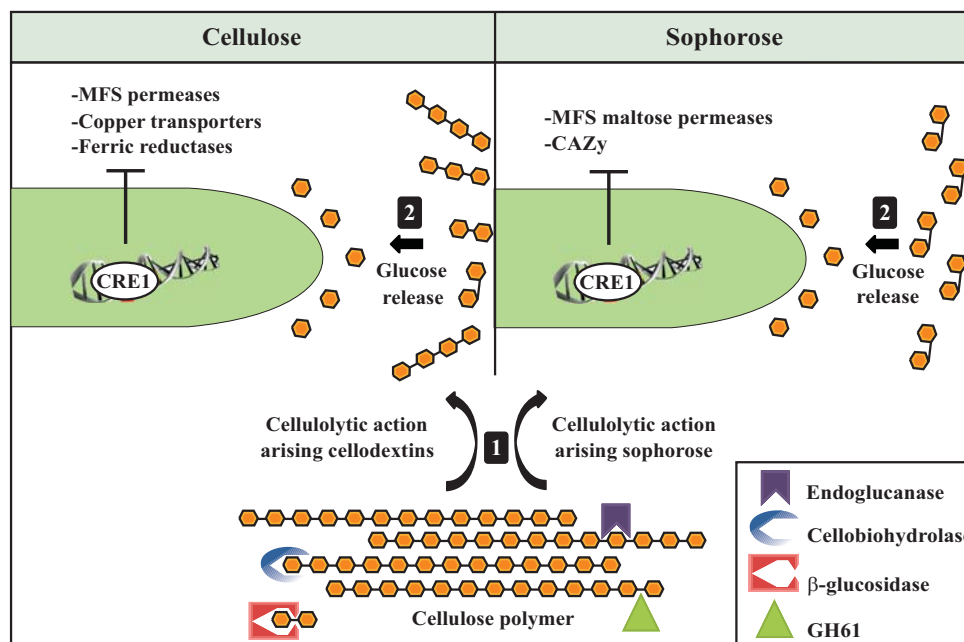 Cellulose
Sophorose
-MFS permeases
-Copper transporters
-Ferric reductases
-MFS maltose permeases
-CAZy
2
Glucose
release
CRE1
2
Glucose
release
CRE1
Cellulolytic action
arising cellodextins
1
Cellulolytic action
arising sophorose
Cellulose polymer
Endoglucanase
Cellobiohydrolase
β-glucosidase
GH61